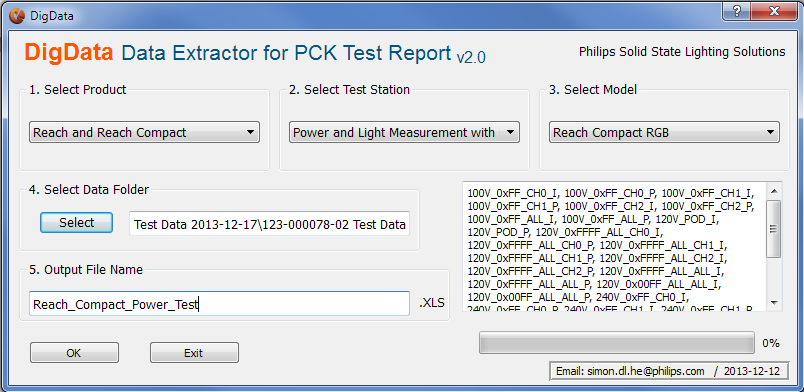 DigData
DigData Data Extractor for PCK Test Report v2.0
Philips Solid State Lighting Solutions
1. Select Product
2. Select Test Station
3. Select Model
Reach and Reach Compact
Power and Light Measurement with
Reach Compact RGB
4. Select Data Folder
Select
Test Data 2013-12-17\123-000078-02 Test Data
100V_0xFF_CH0_I, 100V_0xFF_CH0_P, 100V_0xFF_CH1_I,
100V_0xFF_CH1_P, 100V_0xFF_CH2_I, 100V_0xFF_CH2_P,
100V_0xFF_ALL_I, 100V_0xFF_ALL_P, 120V_POD_I,
120V_POD_P, 120V_0xFFFF_ALL_CH0_I,
120V_0xFFFF_ALL_CH0_P, 120V_0xFFFF_ALL_CH1_I,
120V_0xFFFF_ALL_CH1_P, 120V_0xFFFF_ALL_CH2_I,
120V_0xFFFF_ALL_CH2_P, 120V_0xFFFF_ALL_ALL_I,
120V_0xFFFF_ALL_ALL_P, 120V_0x00FF_ALL_ALL_I,
120V_0x00FF_ALL_ALL_P, 240V_0xFF_CH0_I,
240V_0xFF_CH0_P, 240V_0xFF_CH1_I, 240V_0xFF_CH1_P,
5. Output File Name
Reach_Compact_Power_Test
.XLS
OK
Exit
0%
Email: simon.dl.he@philips.com / 2013-12-12